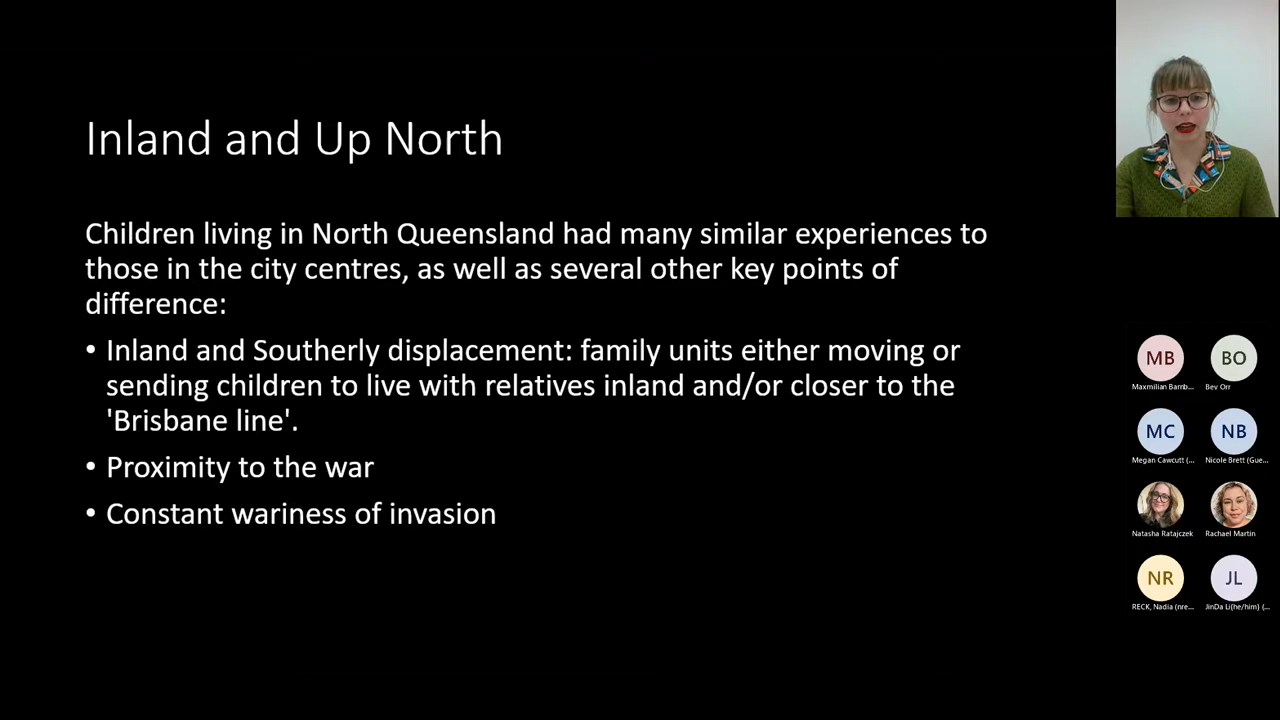 Inland and Up North
Children living in North Queensland had many similar experiences to
those in the city centres, as well as several other key points of
difference:
• Inland and Southerly displacement: family units either moving or
sending children to live with relatives inland and/or closer to the
'Brisbane line'.
• Proximity to the war
• Constant wariness of invasion
MB
BO
Maxmilian Bamb...
Bev Orr
MC
NB
Megan Cawcutt (...
Nicole Brett (Gue...
Natasha Ratajczek
Rachael Martin
NR
JL
RECK, Nadia (nre...
JinDa Li(he/him) (...